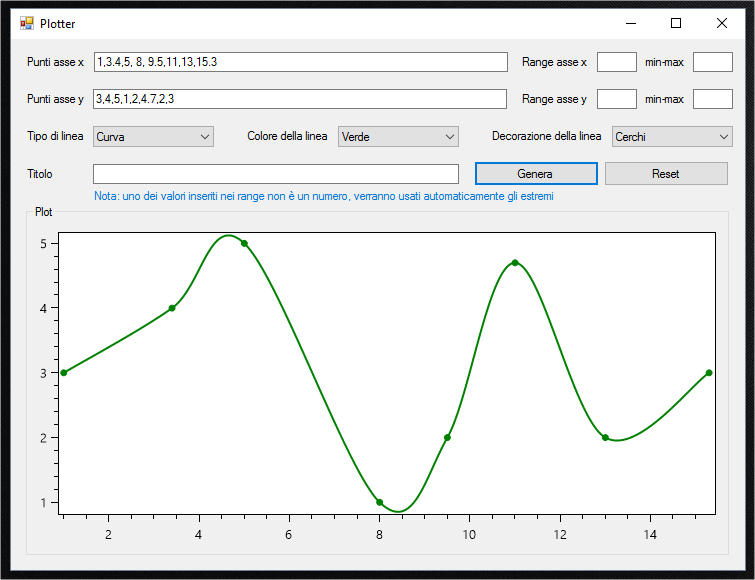 Plotter
Punti asse x 1,3.4,5, 8, 9.5,11,13,15.3 Range asse x min-max
Punti asse y 3,4,5,1,2,4.7,2,3 Range asse y min-max
Tipo di linea Curva Colore della linea Verde Decorazione della linea Cerchi
Titolo Genera Reset
Nota: uno dei valori inseriti nei range non è un numero, verranno usati automaticamente gli estremi
Plot
5
4
3
2
1
2 4 6 8 10 12 14